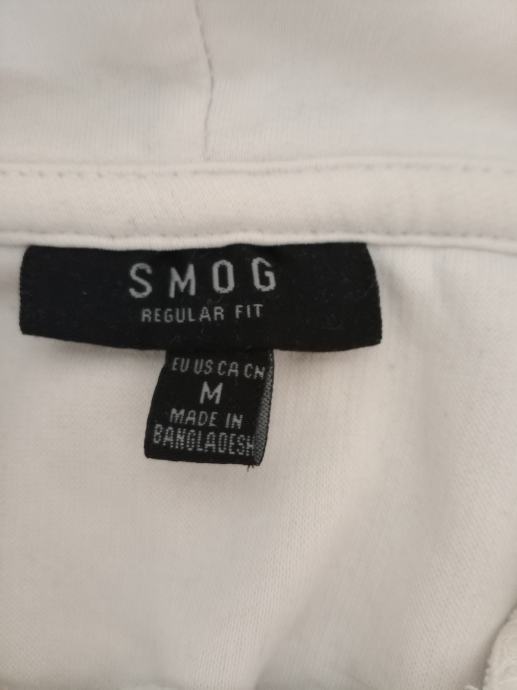 SMOG
REGULAR FIT
EU US CA CN
M
MADE IN
BANGLADESH